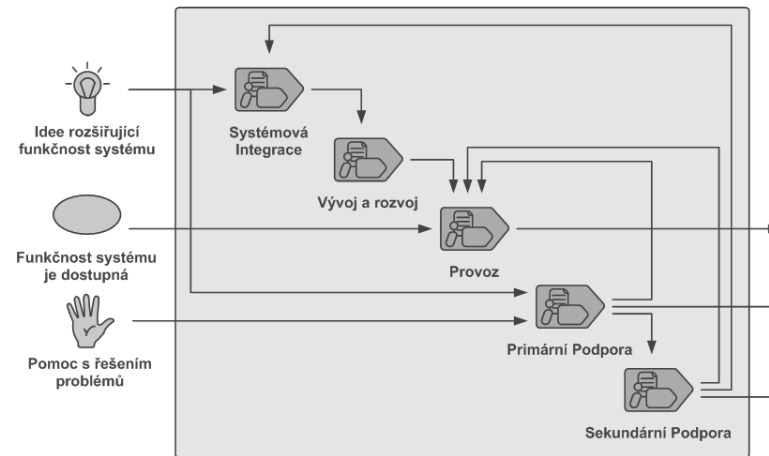 Idee rozšiřující
funkčnost systému
Systémová
Integrace
Vývoj a rozvoj
Funkčnost systému
je dostupná
Provoz
Pomoc s řešením
problémů
Primární Podpora
Sekundární Podpora